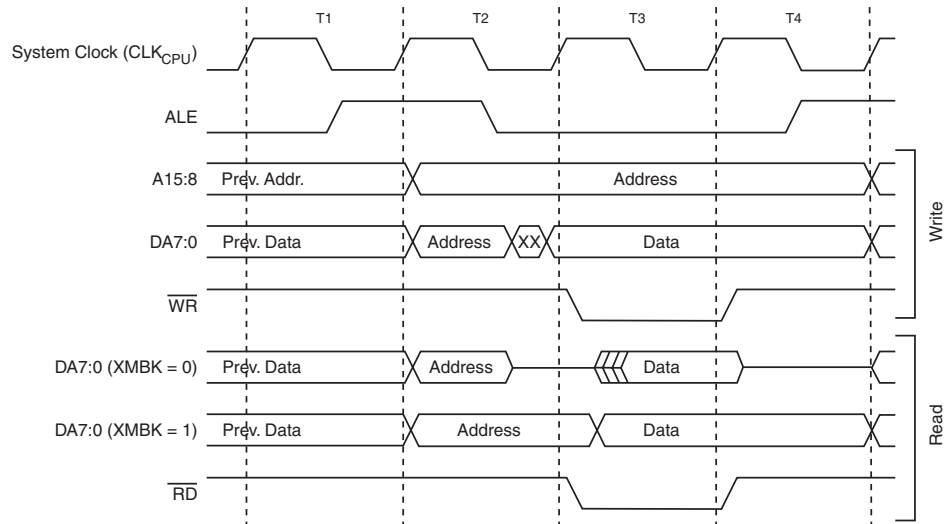 T1 T2 T3 T4
System Clock (CLKCPU)
ALE
A15:8 Prev. Addr. Address
DA7:0 Prev. Data Address XX Data
WR
DA7:0 (XMBK = 0) Prev. Data Address Data
DA7:0 (XMBK = 1) Prev. Data Address Data
RD
Write
Read